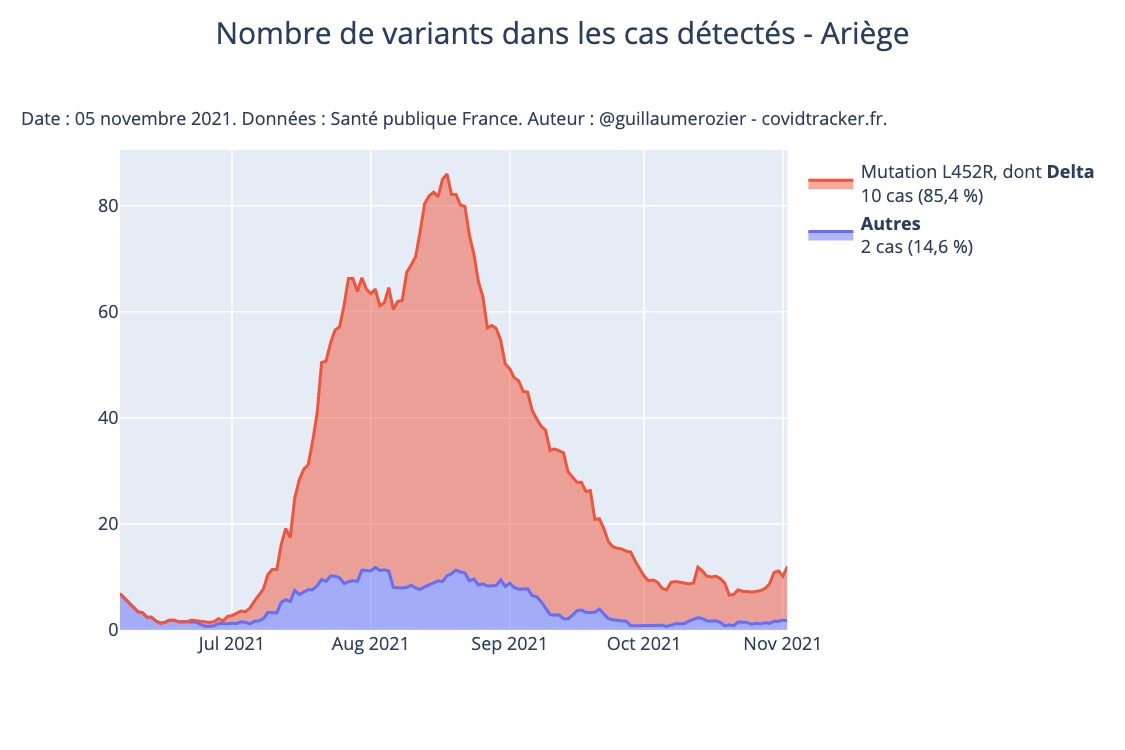 Nombre de variants dans les cas détectés - Ariège
Date : 05 novembre 2021. Données : Santé publique France. Auteur : @guillaumerozier - covidtracker.fr.
Mutation L452R, dont Delta
10 cas (85,4 %)
Autres
2 cas (14,6 %)
80
60
40
20
0
Jul 2021
Aug 2021
Sep 2021
Oct 2021
Nov 2021